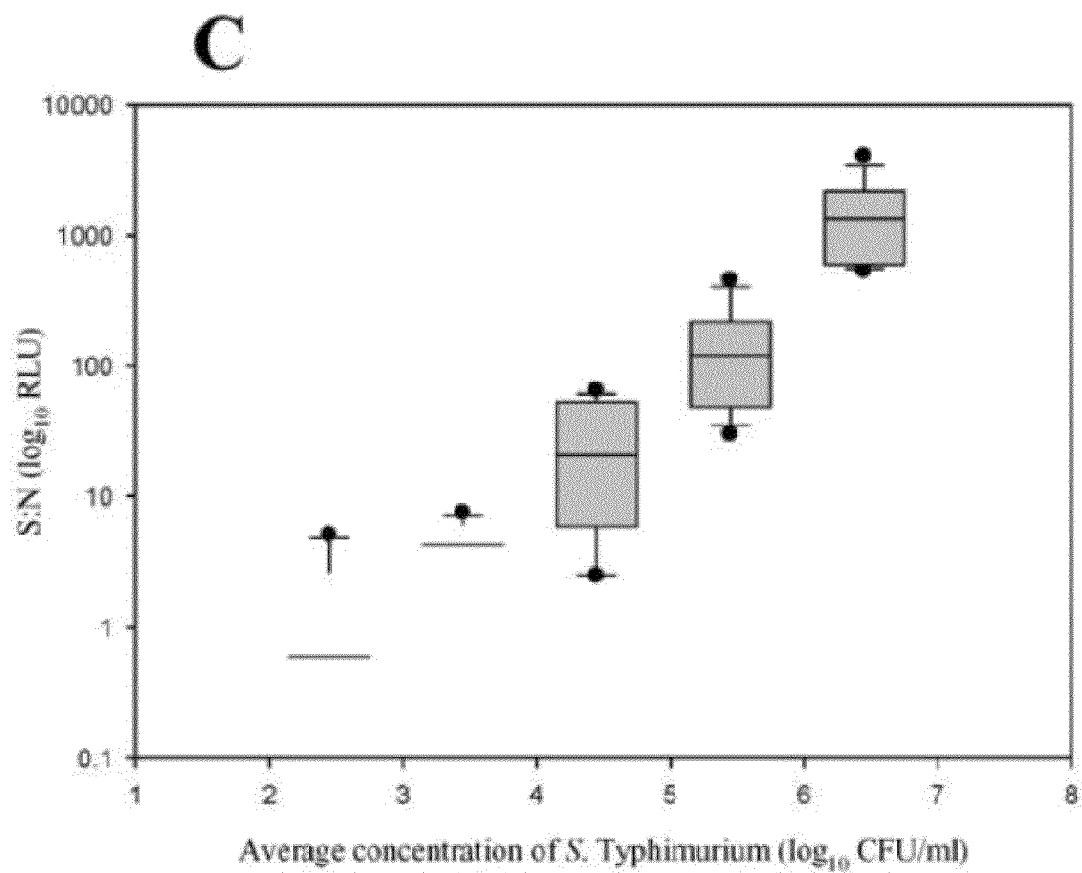 C
10000
1000
100
10
1
0.1
S:N (log10 RLU)
1 2 3 4 5 6 7 8
Average concentration of S. Typhimurium (log10 CFU/ml)